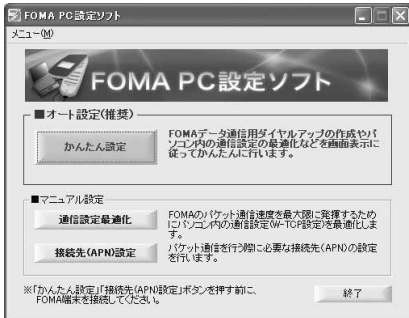 FOMA PC設定ソフト
メニュー(M)
FOMA PC設定ソフト
■オート設定(推奨)
かんたん設定
FOMAデータ通信用ダイヤルアップの作成やパ
ソコン内の通信設定の最適化などを画面表示に
従ってかんたんに行います。
■マニュアル設定
通信設定最適化
FOMAのパケット通信速度を最大限に発揮するため
にパソコン内の通信設定(W-TCP設定)を最適化しま
す。
接続先(APN)設定
パケット通信を行う際に必要な接続先(APN)の設定
を行います。
※「かんたん設定」「接続先(APN)設定」ボタンを押す前に、
FOMA端末を接続してください。
終了